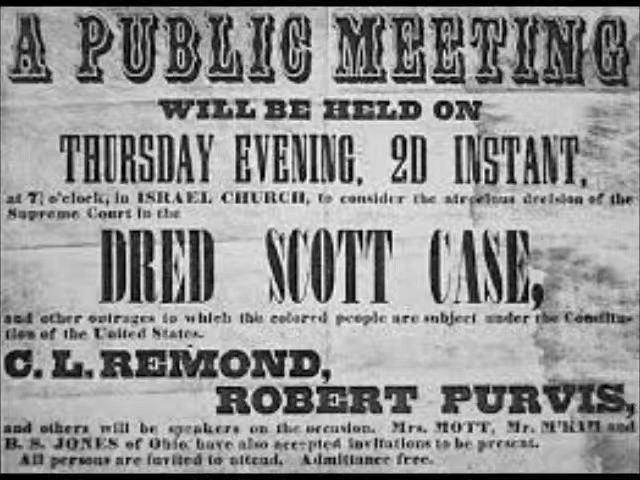 A PUBLIC MEETING
WILL BE HELD ON
THURSDAY EVENING, 2D INSTANT,
at 7½ o'clock, in ISRAEL CHURCH, to consider the atrocious decision of the
Supreme Court in the
DRED SCOTT CASE,
and other outrages to which the colored people are subject under the Constitu-
tion of the United States.
C. L. REMOND,
ROBERT PURVIS,
and others will be speakers on the occasion. Mrs. MOTT, Mr. M'KIM and
B. S. JONES of Ohio have also accepted invitations to be present.
All persons are invited to attend. Admittance free.